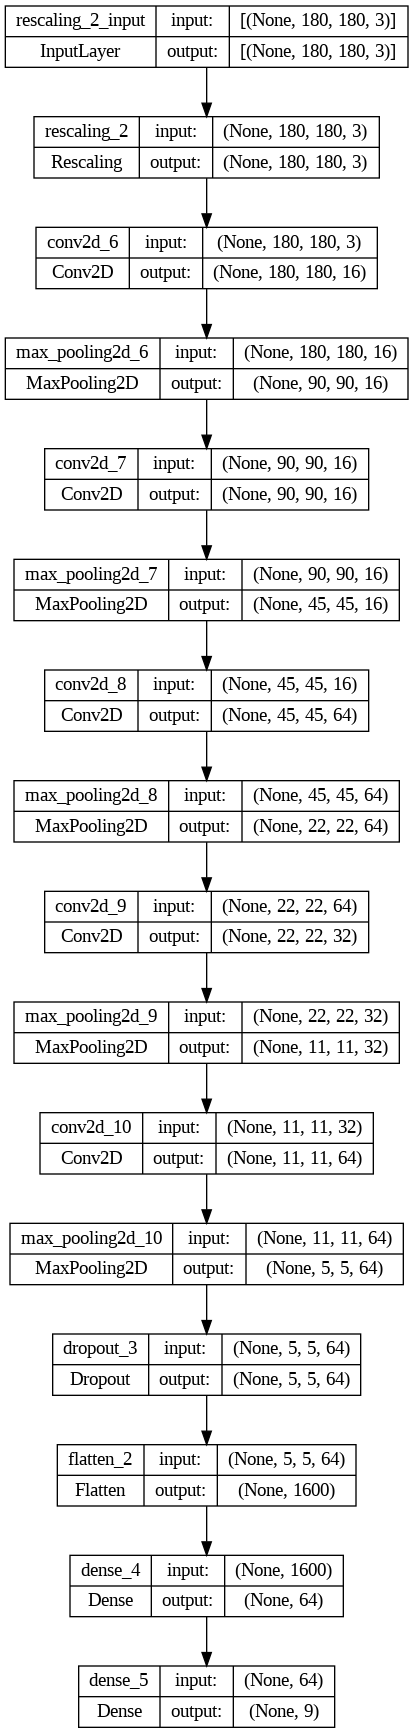 rescaling_2_input input: [(None, 180, 180, 3)]
InputLayer output: [(None, 180, 180, 3)]
rescaling_2 input: (None, 180, 180, 3)
Rescaling output: (None, 180, 180, 3)
conv2d_6 input: (None, 180, 180, 3)
Conv2D output: (None, 180, 180, 16)
max_pooling2d_6 input: (None, 180, 180, 16)
MaxPooling2D output: (None, 90, 90, 16)
conv2d_7 input: (None, 90, 90, 16)
Conv2D output: (None, 90, 90, 16)
max_pooling2d_7 input: (None, 90, 90, 16)
MaxPooling2D output: (None, 45, 45, 16)
conv2d_8 input: (None, 45, 45, 16)
Conv2D output: (None, 45, 45, 64)
max_pooling2d_8 input: (None, 45, 45, 64)
MaxPooling2D output: (None, 22, 22, 64)
conv2d_9 input: (None, 22, 22, 64)
Conv2D output: (None, 22, 22, 32)
max_pooling2d_9 input: (None, 22, 22, 32)
MaxPooling2D output: (None, 11, 11, 32)
conv2d_10 input: (None, 11, 11, 32)
Conv2D output: (None, 11, 11, 64)
max_pooling2d_10 input: (None, 11, 11, 64)
MaxPooling2D output: (None, 5, 5, 64)
dropout_3 input: (None, 5, 5, 64)
Dropout output: (None, 5, 5, 64)
flatten_2 input: (None, 5, 5, 64)
Flatten output: (None, 1600)
dense_4 input: (None, 1600)
Dense output: (None, 64)
dense_5 input: (None, 64)
Dense output: (None, 9)